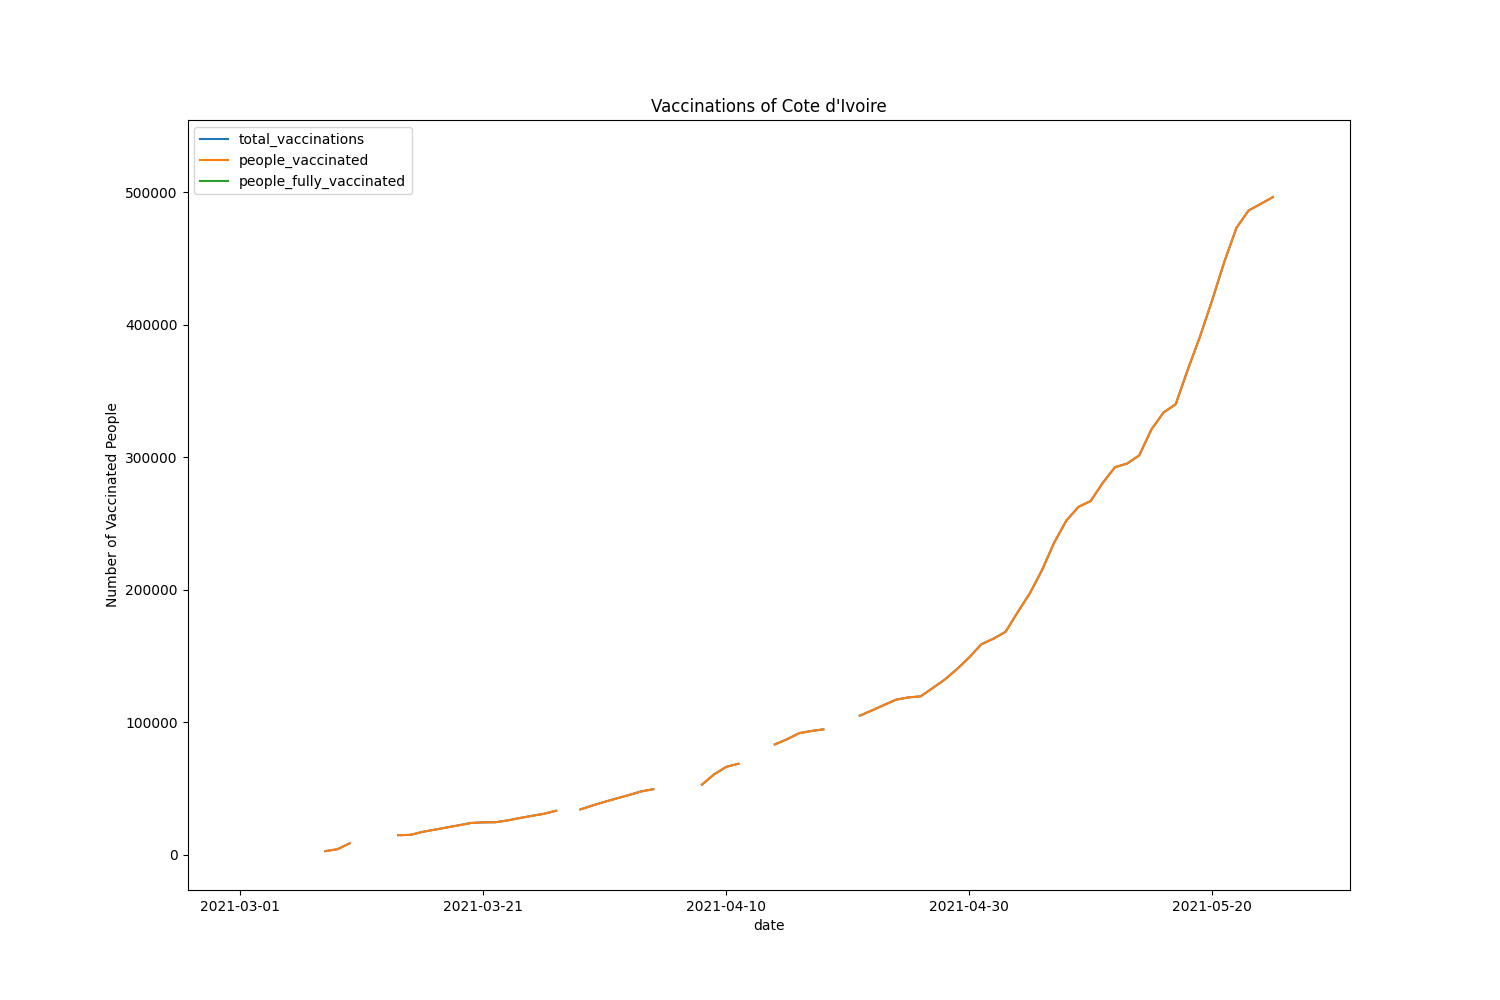 Vaccinations of Cote d'Ivoire
total_vaccinations
people_vaccinated
people_fully_vaccinated
500000
400000
300000
200000
100000
0
Number of Vaccinated People
2021-03-01
2021-03-21
2021-04-10
2021-04-30
2021-05-20
date